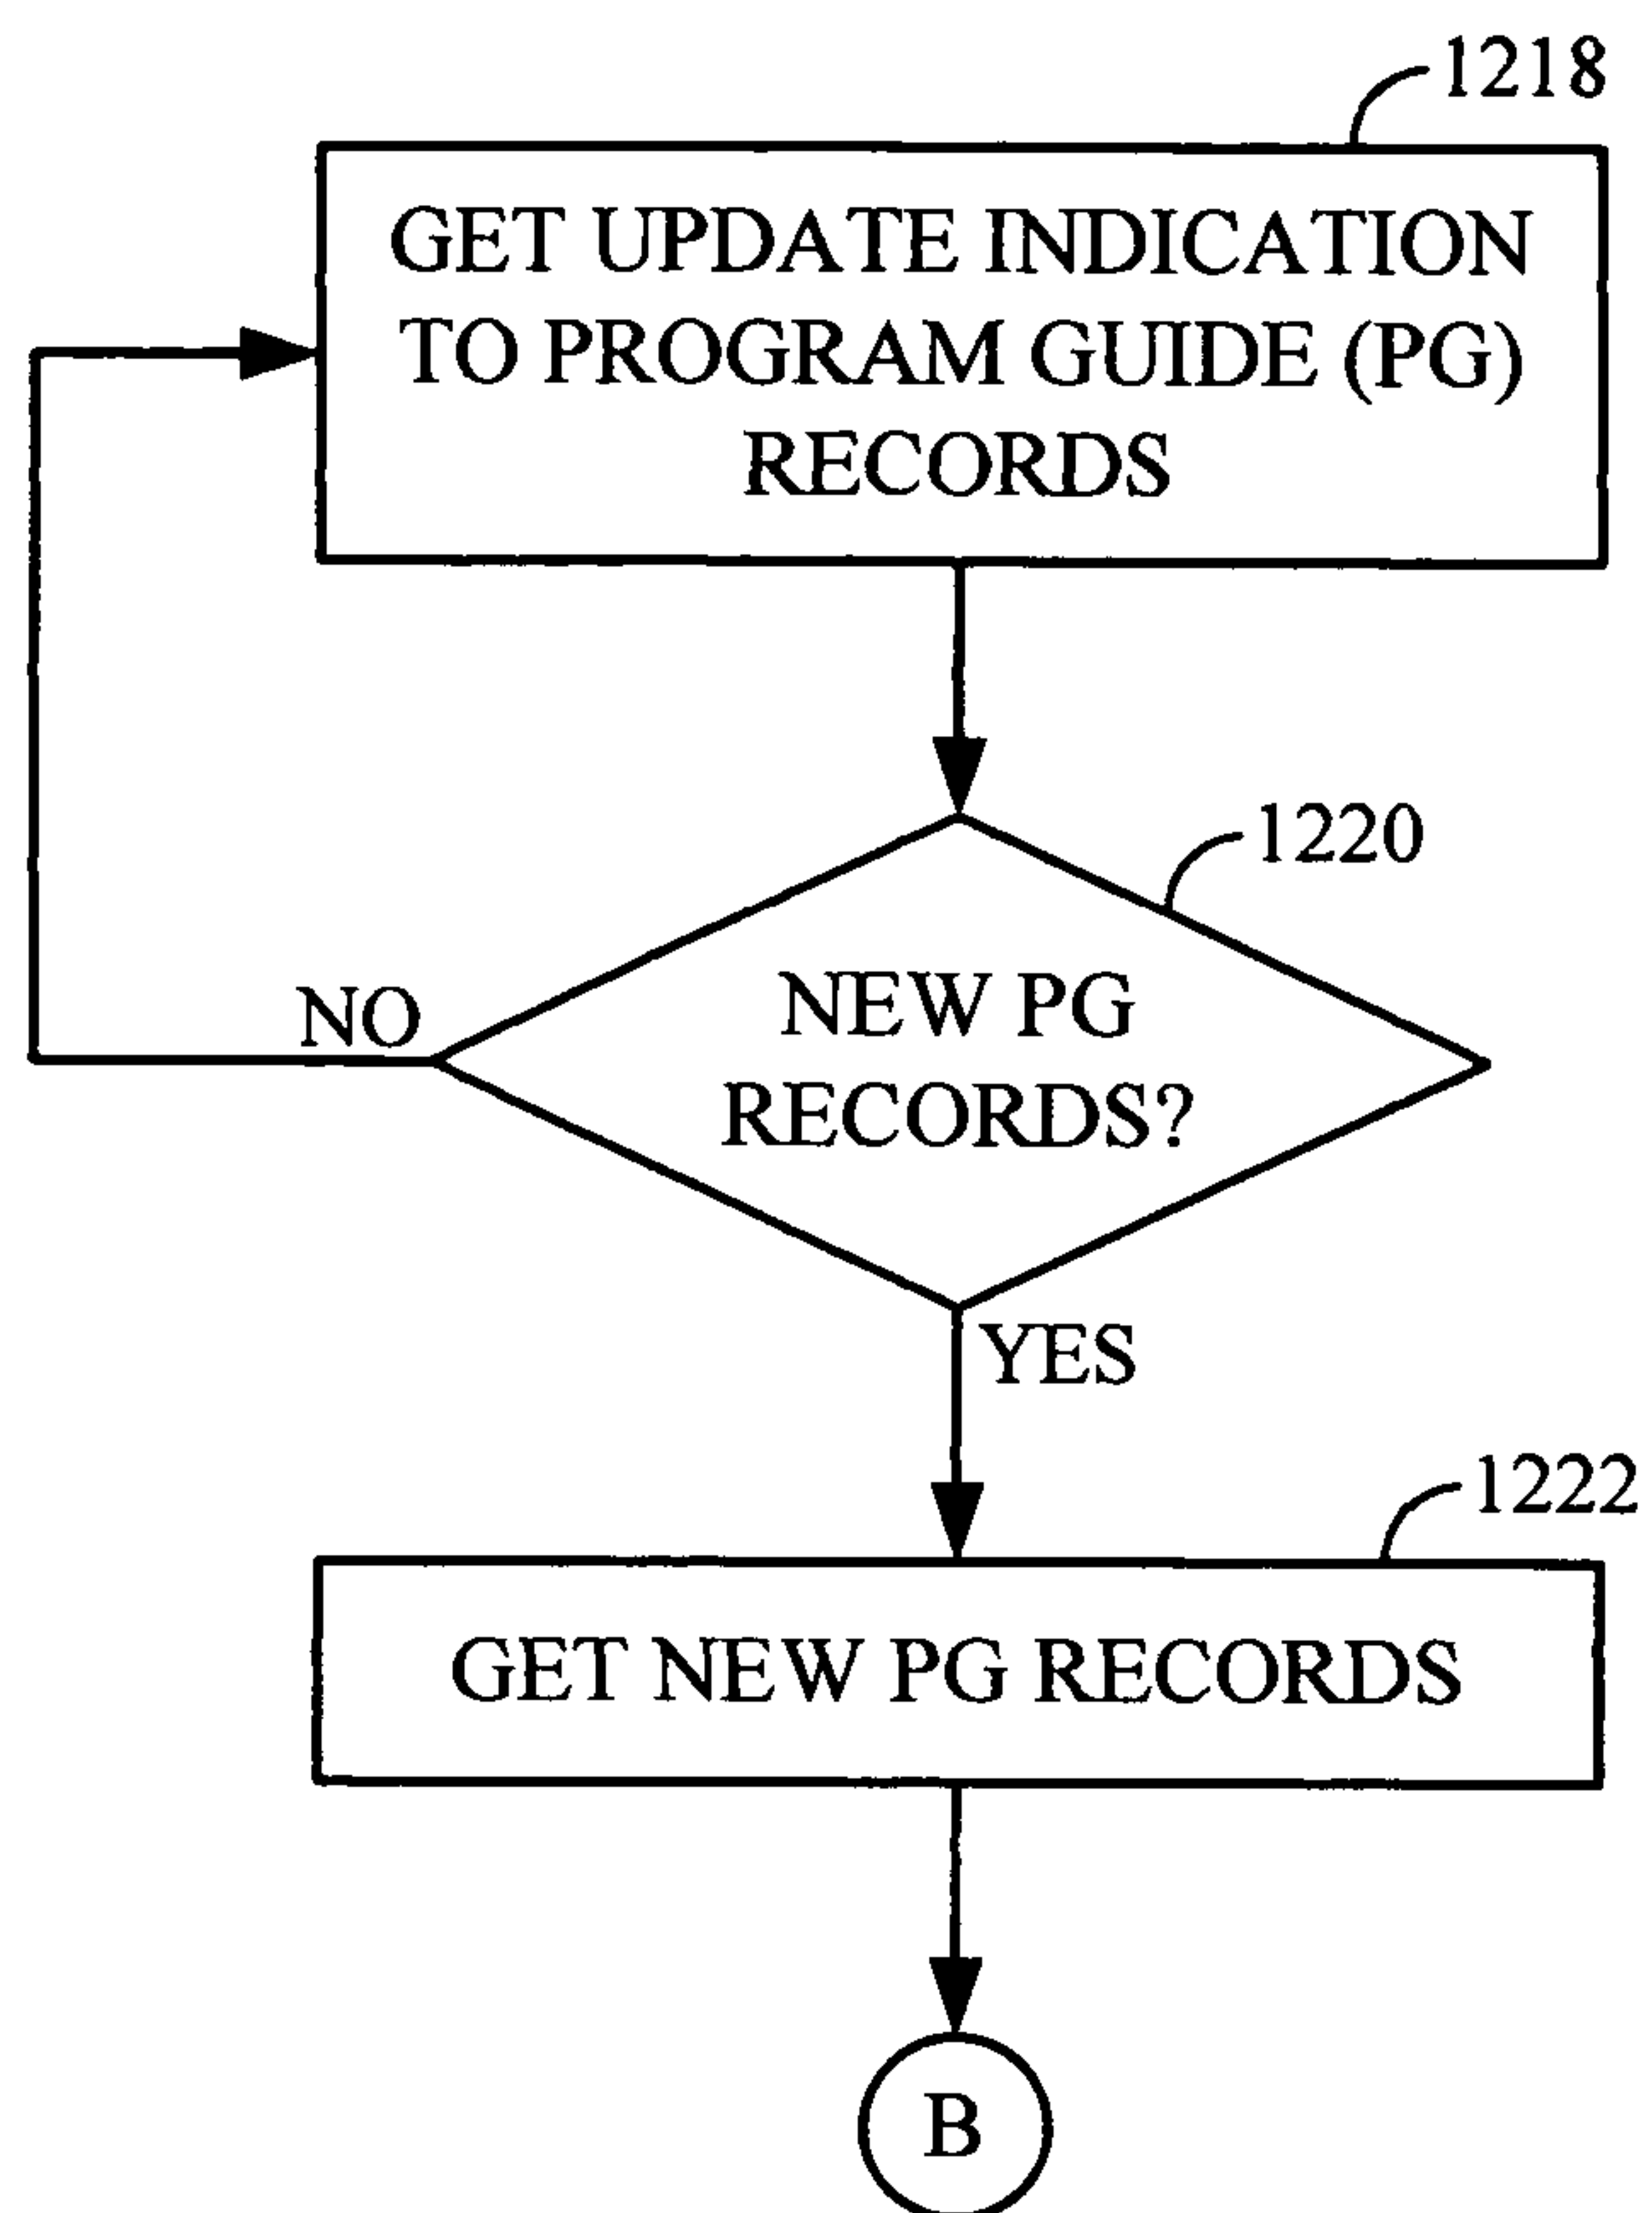 1218
GET UPDATE INDICATION
TO PROGRAM GUIDE (PG)
RECORDS
1220
NEW PG
RECORDS?
NO
YES
1222
GET NEW PG RECORDS
B